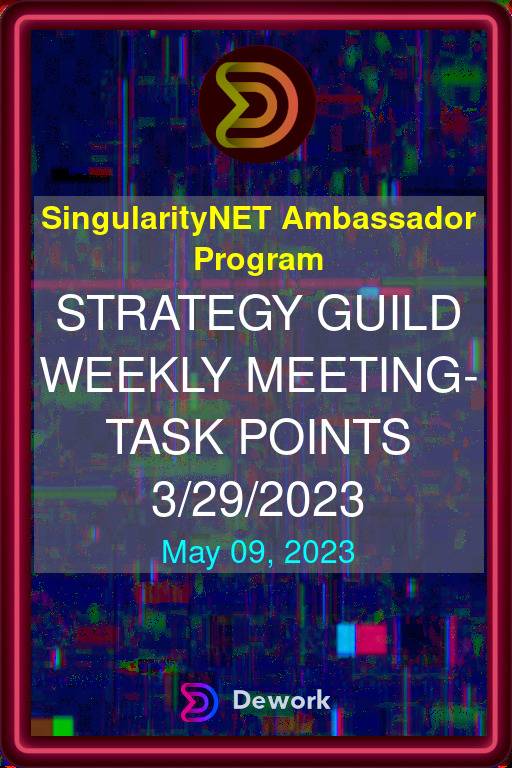 SingularityNET Ambassador
Program
STRATEGY GUILD
WEEKLY MEETING-
TASK POINTS
3/29/2023
May 09, 2023
Dework